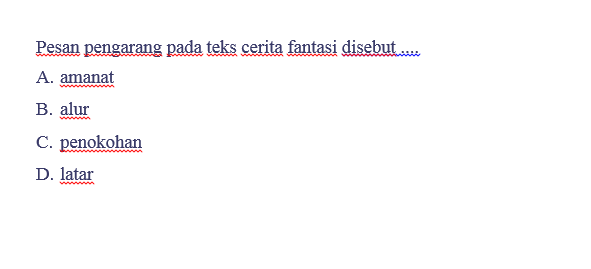 Pesan pengarang pada teks cerita fantasi disebut ....
A. amanat
B. alur
C. penokohan
D. latar